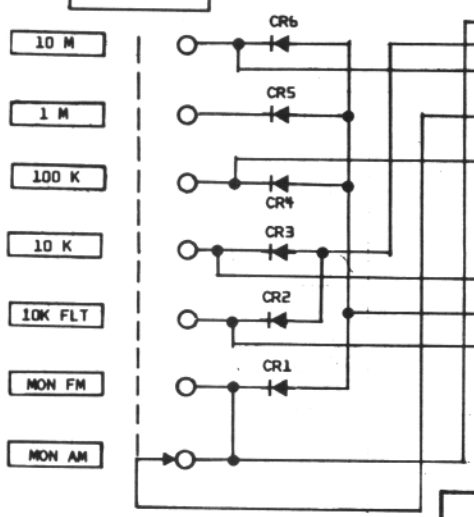 CR6
10 M
CR5
1 M
100 K
CR4
CR3
10 K
CR2
10K FLT
CR1
MON FM
MON AM